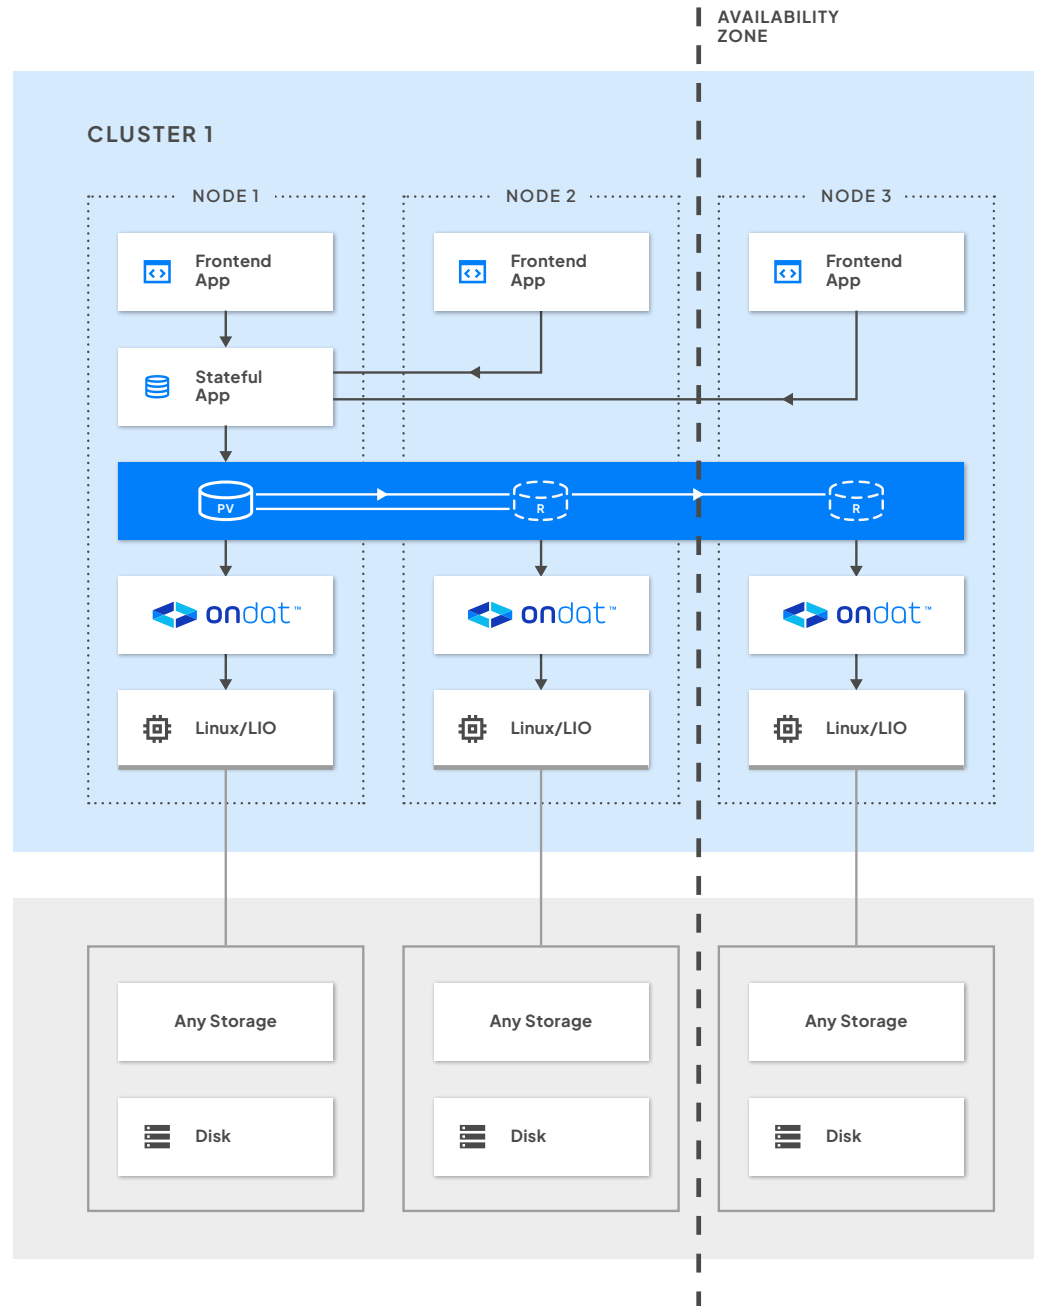 AVAILABILITY
ZONE
CLUSTER 1
NODE 1
NODE 2
NODE 3
Frontend
App
Frontend
App
Frontend
App
Stateful
App
PV
R
R
ondat™
ondat™
ondat™
Linux/LIO
Linux/LIO
Linux/LIO
Any Storage
Any Storage
Any Storage
Disk
Disk
Disk